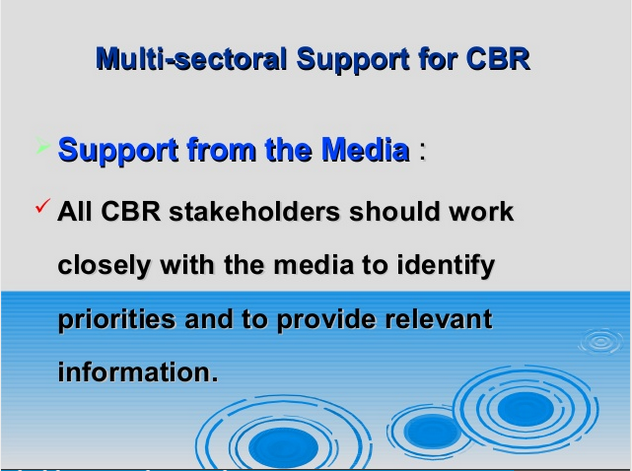 Multi-sectoral Support for CBR
Support from the Media :
All CBR stakeholders should work
closely with the media to identify
priorities and to provide relevant
information.